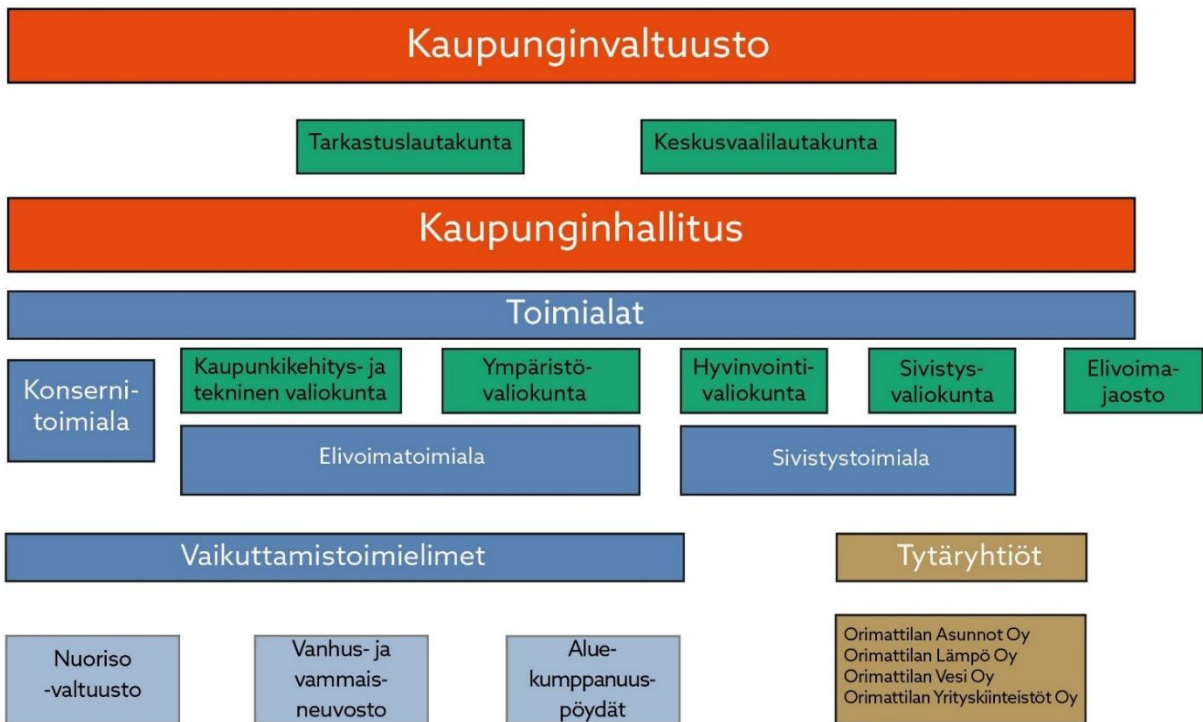 Kaupunginvaltuusto
Tarkastuslautakunta
Keskusvaalilautakunta
Kaupunginhallitus
Toimialat
Konserni-
toimiala
Kaupunkikehitys- ja
tekninen valiokunta
Ympäristö-
valiokunta
Hyvinvointi-
valiokunta
Sivistys-
valiokunta
Elivoima-
jaosto
Elivoimatoimiala
Sivistystoimiala
Vaikuttamistoimielimet
Tytäryhtiöt
Nuoriso
-valtuusto
Vanhus- ja
vammais-
neuvosto
Alue-
kumppanuus-
pöydät
Orimattilan Asunnot Oy
Orimattilan Lämpö Oy
Orimattilan Vesi Oy
Orimattilan Yrityskiinteistöt Oy